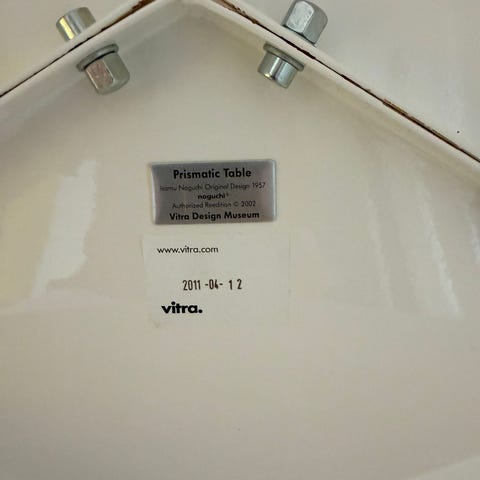 Prismatic Table
Isamu Noguchi Original Design 1957
noguchi®
Authorized Reedition © 2002
Vitra Design Museum
www.vitra.com
2011 -04- 12
vitra.